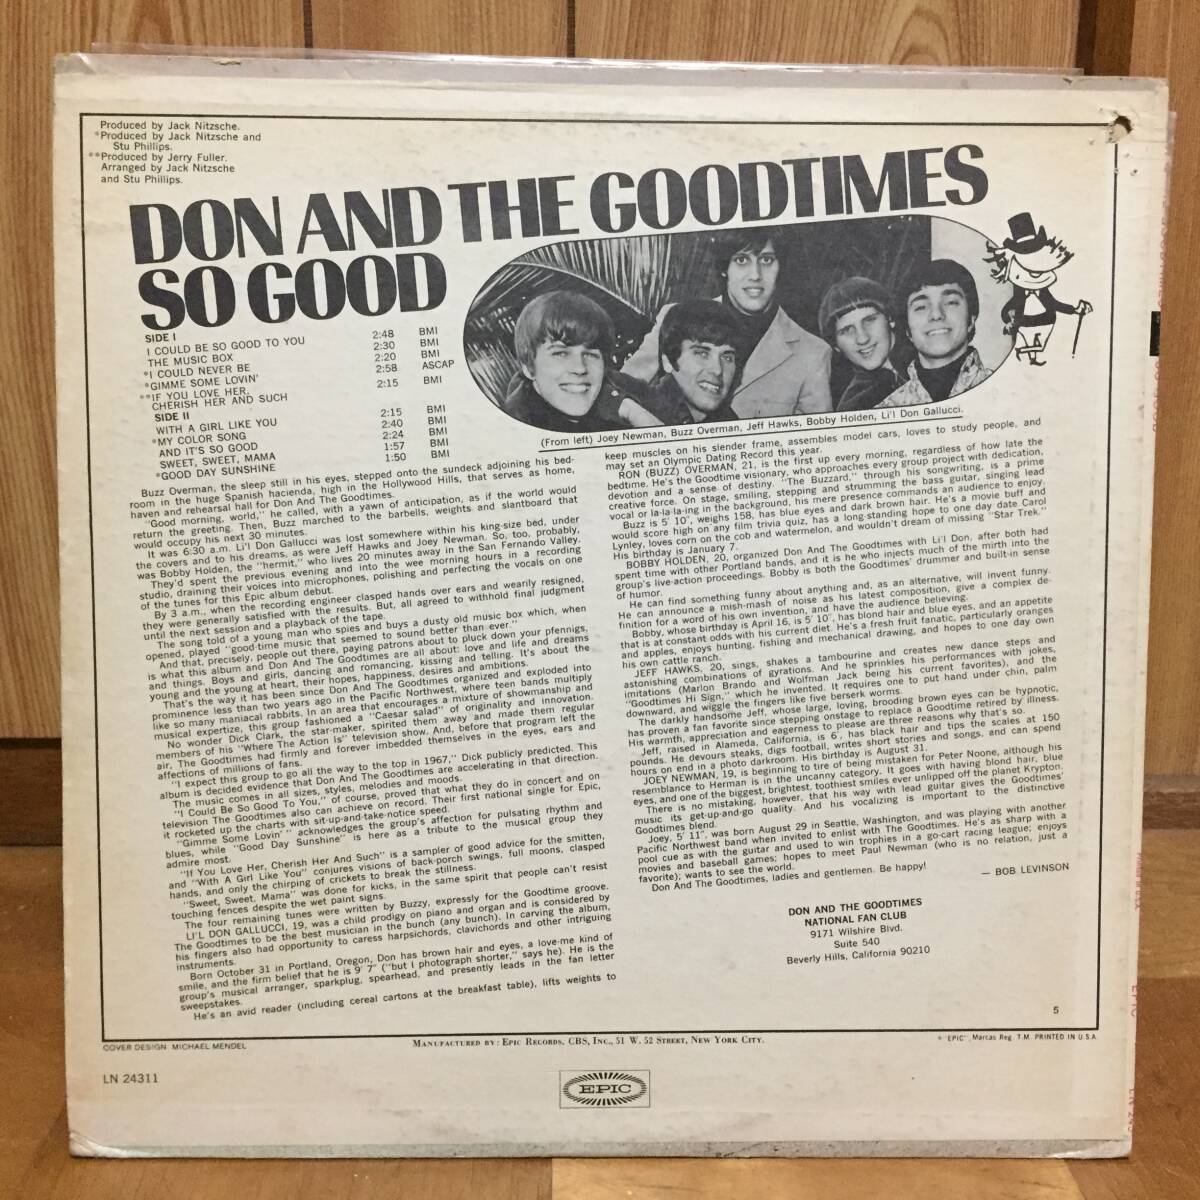 Produced by Jack Nitzsche.
*Produced by Jack Nitzsche and
Stu Phillips.
**Produced by Jerry Fuller.
Arranged by Jack Nitzsche
and Stu Phillips.
DON AND THE GOODTIMES
SO GOOD
SIDE I
I COULD BE SO GOOD TO YOU 2:48 BMI
THE MUSIC BOX 2:30 BMI
*I COULD NEVER BE 2:20 BMI
*GIMME SOME LOVIN' 2:58 ASCAP
**IF YOU LOVE HER,
CHERISH HER AND SUCH 2:15 BMI
SIDE II
WITH A GIRL LIKE YOU 2:15 BMI
*MY COLOR SONG 2:40 BMI
AND IT'S SO GOOD 2:24 BMI
SWEET, SWEET, MAMA 1:57 BMI
*GOOD DAY SUNSHINE 1:50 BMI
(From left) Joey Newman, Buzz Overman, Jeff Hawks, Bobby Holden, Li'l Don Gallucci.
Buzz Overman, the sleep still in his eyes, stepped onto the sundeck adjoining his bed-
room in the huge Spanish hacienda, high in the Hollywood Hills, that serves as home,
haven and rehearsal hall for Don And The Goodtimes.
"Good morning, world," he called, with a yawn of anticipation, as if the world would
return the greeting. Then, Buzz marched to the barbells, weights and slantboard that
would occupy his next 30 minutes.
It was 6:30 a.m. Li'l Don Gallucci was lost somewhere within his king-size bed, under
the covers and to his dreams, as were Jeff Hawks and Joey Newman. So, too, probably,
was Bobby Holden, the "hermit," who lives 20 minutes away in the San Fernando Valley.
They'd spent the previous evening and into the wee morning hours in a recording
studio, draining their voices into microphones, polishing and perfecting the vocals on one
of the tunes for this Epic album debut.
By 3 a.m., when the recording engineer clasped hands over ears and wearily resigned,
they were generally satisfied with the results. But, all agreed to withhold final judgment
until the next session and a playback of the tape.
The song told of a young man who spies and buys a dusty old music box which, when
opened, played "good-time music that seemed to sound better than ever."
And that, precisely, people out there, paying patrons about to pluck down your pfennigs,
is what this album and Don And The Goodtimes are all about: love and life and dreams
and things. Boys and girls, dancing and romancing, kissing and telling. It's about the
young and the young at heart, their hopes, happiness, desires and ambitions.
That's the way it has been since Don And The Goodtimes organized and exploded into
prominence less than two years ago in the Pacific Northwest, where teen bands multiply
like so many maniacal rabbits. In an area that encourages a mixture of showmanship and
musical expertize, this group fashioned a "Caesar salad" of originality and innovation.
No wonder Dick Clark, the star-maker, spirited them away and made them regular
members of his "Where The Action Is" television show. And, before that program left the
air, The Goodtimes had firmly and forever imbedded themselves in the eyes, ears and
affections of millions of fans.
"I expect this group to go all the way to the top in 1967," Dick publicly predicted. This
album is decided evidence that Don And The Goodtimes are accelerating in that direction.
The music comes in all sizes, styles, melodies and moods.
"I Could Be So Good To You," of course, proved that what they do in concert and on
television The Goodtimes also can achieve on record. Their first national single for Epic,
it rocketed up the charts with sit-up-and-take-notice speed.
"Gimme Some Lovin'" acknowledges the group's affection for pulsating rhythm and
blues, while "Good Day Sunshine" is here as a tribute to the musical group they
admire most.
"If You Love Her, Cherish Her And Such" is a sampler of good advice for the smitten,
and "With A Girl Like You" conjures visions of back-porch swings, full moons, clasped
hands, and only the chirping of crickets to break the stillness.
"Sweet, Sweet, Mama" was done for kicks, in the same spirit that people can't resist
touching fences despite the wet paint signs.
The four remaining tunes were written by Buzzy, expressly for the Goodtime groove.
LI'L DON GALLUCCI, 19, was a child prodigy on piano and organ and is considered by
The Goodtimes to be the best musician in the bunch (any bunch). In carving the album,
his fingers also had opportunity to caress harpsichords, clavichords and other intriguing
instruments.
Born October 31 in Portland, Oregon, Don has brown hair and eyes, a love-me kind of
smile, and the firm belief that he is 9' 7" ("but I photograph shorter," says he). He is the
group's musical arranger, sparkplug, spearhead, and presently leads in the fan letter
sweepstakes.
He's an avid reader (including cereal cartons at the breakfast table), lifts weights to
keep muscles on his slender frame, assembles model cars, loves to study people, and
may set an Olympic Dating Record this year.
RON (BUZZ) OVERMAN, 21, is the first up every morning, regardless of how late the
bedtime. He's the Goodtime visionary, who approaches every group project with dedication,
devotion and a sense of destiny. "The Buzzard," through his songwriting, is a prime
creative force. On stage, smiling, stepping and strumming the bass guitar, singing lead
vocal or la-la-la-ing in the background, his mere presence commands an audience to enjoy.
Buzz is 5' 10", weighs 158, has blue eyes and dark brown hair. He's a movie buff and
would score high on any film trivia quiz, has a long-standing hope to one day date Carol
Lynley, loves corn on the cob and watermelon, and wouldn't dream of missing "Star Trek."
His birthday is January 7.
BOBBY HOLDEN, 20, organized Don And The Goodtimes with Li'l Don, after both had
spent time with other Portland bands, and it is he who injects much of the mirth into the
group's live-action proceedings. Bobby is both the Goodtimes' drummer and built-in sense
of humor.
He can find something funny about anything and, as an alternative, will invent funny.
He can announce a mish-mash of noise as his latest composition, give a complex de-
finition for a word of his own invention, and have the audience believing.
Bobby, whose birthday is April 16, is 5' 10", has blond hair and blue eyes, and an appetite
that is at constant odds with his current diet. He's a fresh fruit fanatic, particularly oranges
and apples, enjoys hunting, fishing and mechanical drawing, and hopes to one day own
his own cattle ranch.
JEFF HAWKS, 20, sings, shakes a tambourine and creates new dance steps and
astonishing combinations of gyrations. And he sprinkles his performances with jokes,
imitations (Marlon Brando and Wolfman Jack being his current favorites), and the
"Goodtimes Hi Sign," which he invented. It requires one to put hand under chin, palm
downward, and wiggle the fingers like five berserk worms.
The darkly handsome Jeff, whose large, loving, brooding brown eyes can be hypnotic,
has proven a fan favorite since stepping onstage to replace a Goodtime retired by illness.
His warmth, appreciation and eagerness to please are three reasons why that's so.
Jeff, raised in Alameda, California, is 6', has black hair and tips the scales at 150
pounds. He devours steaks, digs football, writes short stories and songs, and can spend
hours on end in a photo darkroom. His birthday is August 31.
JOEY NEWMAN, 19, is beginning to tire of being mistaken for Peter Noone, although his
resemblance to Herman is in the uncanny category. It goes with having blond hair, blue
eyes, and one of the biggest, brightest, toothiest smiles ever unlipped off the planet Krypton.
There is no mistaking, however, that his way with lead guitar gives the Goodtimes'
music its get-up-and-go quality. And his vocalizing is important to the distinctive
Goodtimes blend.
Joey, 5' 11", was born August 29 in Seattle, Washington, and was playing with another
Pacific Northwest band when invited to enlist with The Goodtimes. He's as sharp with a
pool cue as with the guitar and used to win trophies in a go-cart racing league; enjoys
movies and baseball games; hopes to meet Paul Newman (who is no relation, just a
favorite); wants to see the world.
Don And The Goodtimes, ladies and gentlemen. Be happy!
— BOB LEVINSON
DON AND THE GOODTIMES
NATIONAL FAN CLUB
9171 Wilshire Blvd.
Suite 540
Beverly Hills, California 90210
5
COVER DESIGN: MICHAEL MENDEL
MANUFACTURED BY: EPIC RECORDS, CBS, INC., 51 W. 52 STREET, NEW YORK CITY.
® "EPIC", Marcas Reg. T.M. PRINTED IN U.S.A.
LN 24311
EPIC